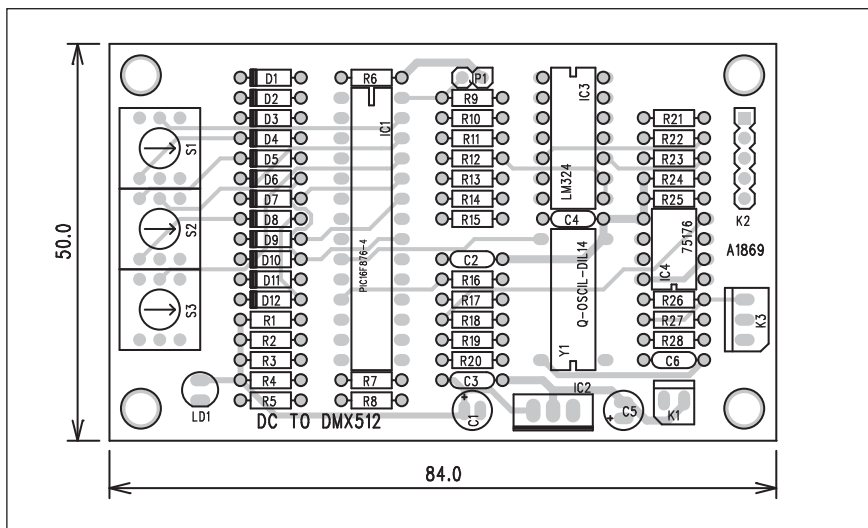 D1 R6 P1
D2 R9 IC3
D3 IC1 R10 R21
D4 S1 R11 R22
D5 R12 R23
D6 R13 LM324 R24
D7 R14 R25
D8 S2 R15 C4 K2
D9 75176
D10 PIC16F876-4 C2 Q-OSCIL-DIL14 A1869
D11 R16 IC4
D12 S3 R17 R26
R1 R18 R27 K3
R2 R19 Y1 R28
R3 R20 C6
R4 R7 C3 IC2
LD1 R5 R8 + C1 + C5 K1
DC TO DMX512
50.0
84.0